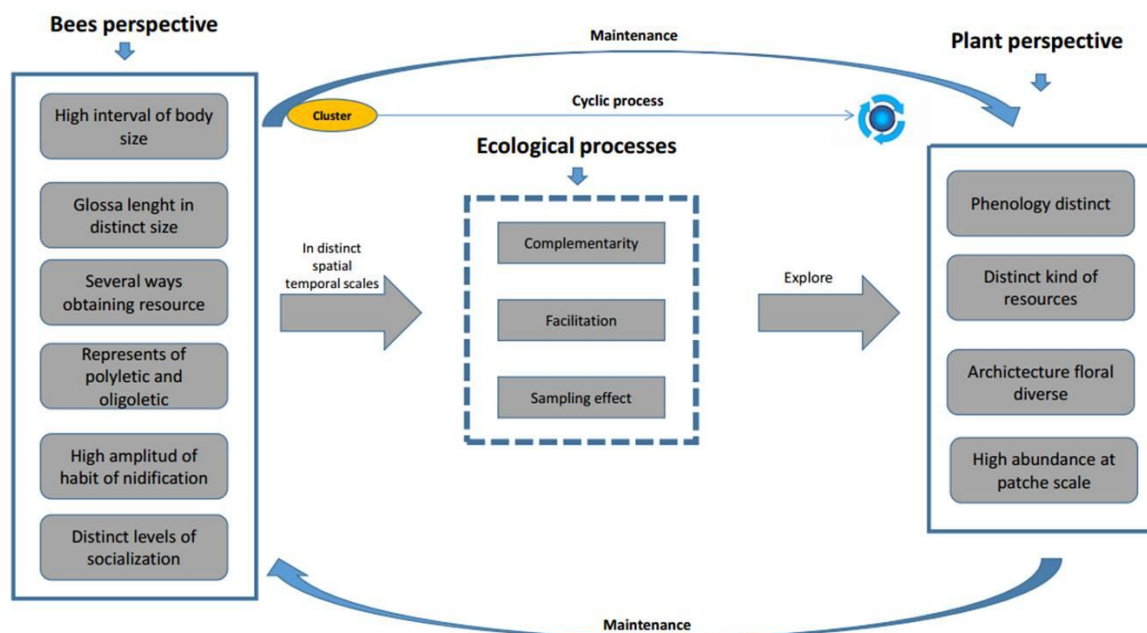 Bees perspective
Maintenance
Plant perspective
Cluster
Cyclic process
High interval of body
size
Ecological processes
Glossa lenght in
distinct size
Several ways
obtaining resource
Represents of
polyletic and
oligoletic
High amplitud of
habit of nidification
Distinct levels of
socialization
In distinct
spatial
temporal scales
Complementarity
Facilitation
Sampling effect
Explore
Phenology distinct
Distinct kind of
resources
Archictecture floral
diverse
High abundance at
patche scale
Maintenance